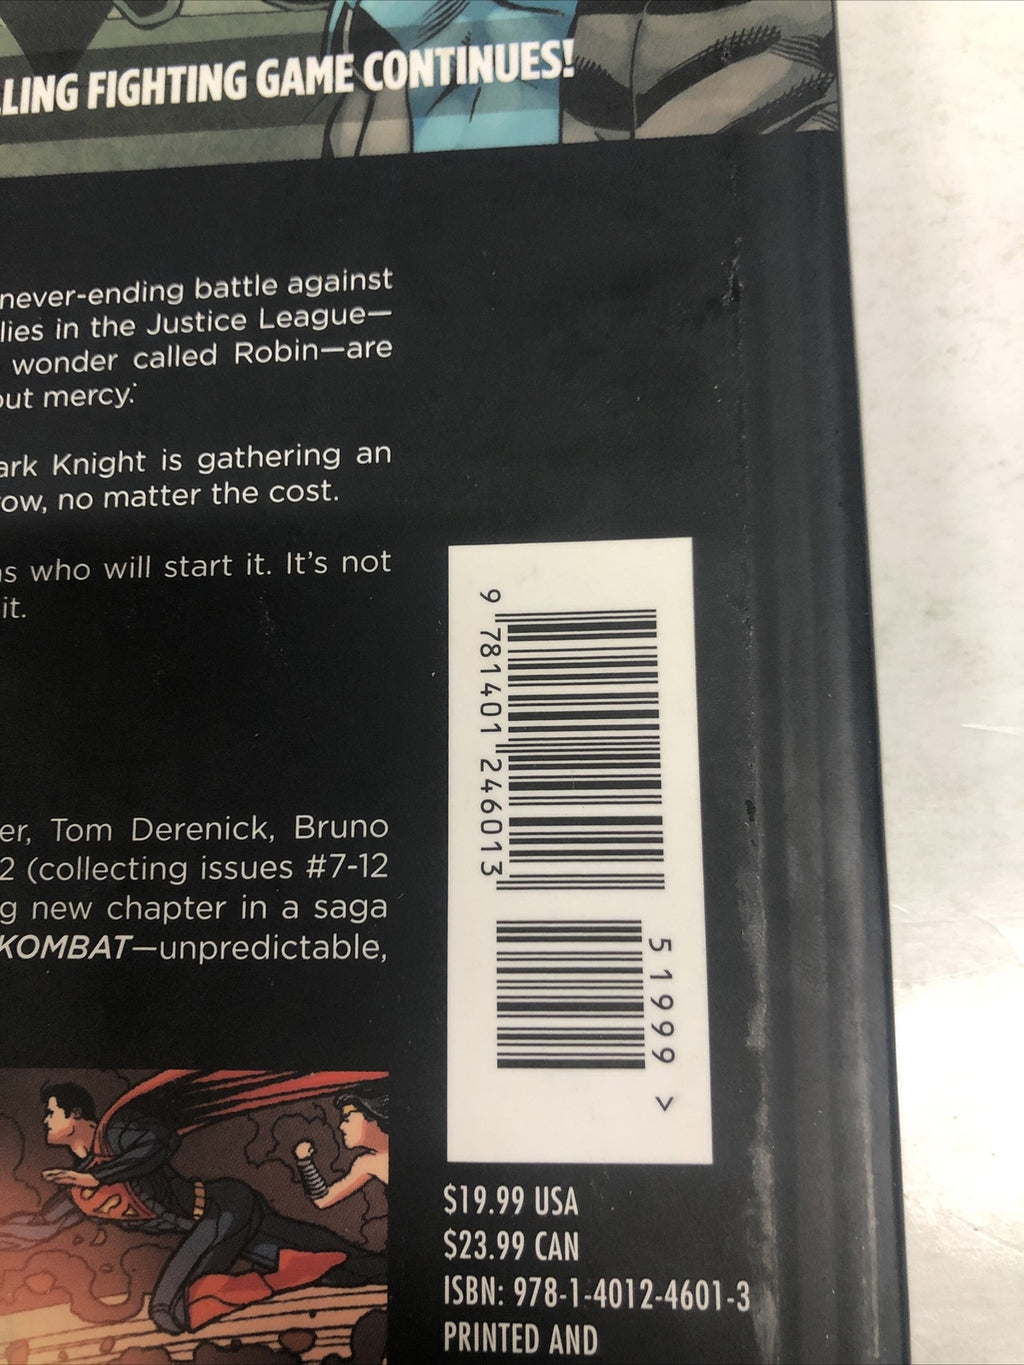 LLING FIGHTING GAME CONTINUES!
never-ending battle against
lies in the Justice League—
wonder called Robin—are
out mercy.
ark Knight is gathering an
ow, no matter the cost.
s who will start it. It's not
it.
er, Tom Derenick, Bruno
2 (collecting issues #7-12
g new chapter in a saga
KOMBAT—unpredictable,
9 781401 246013
51999 >
$19.99 USA
$23.99 CAN
ISBN: 978-1-4012-4601-3
PRINTED AND